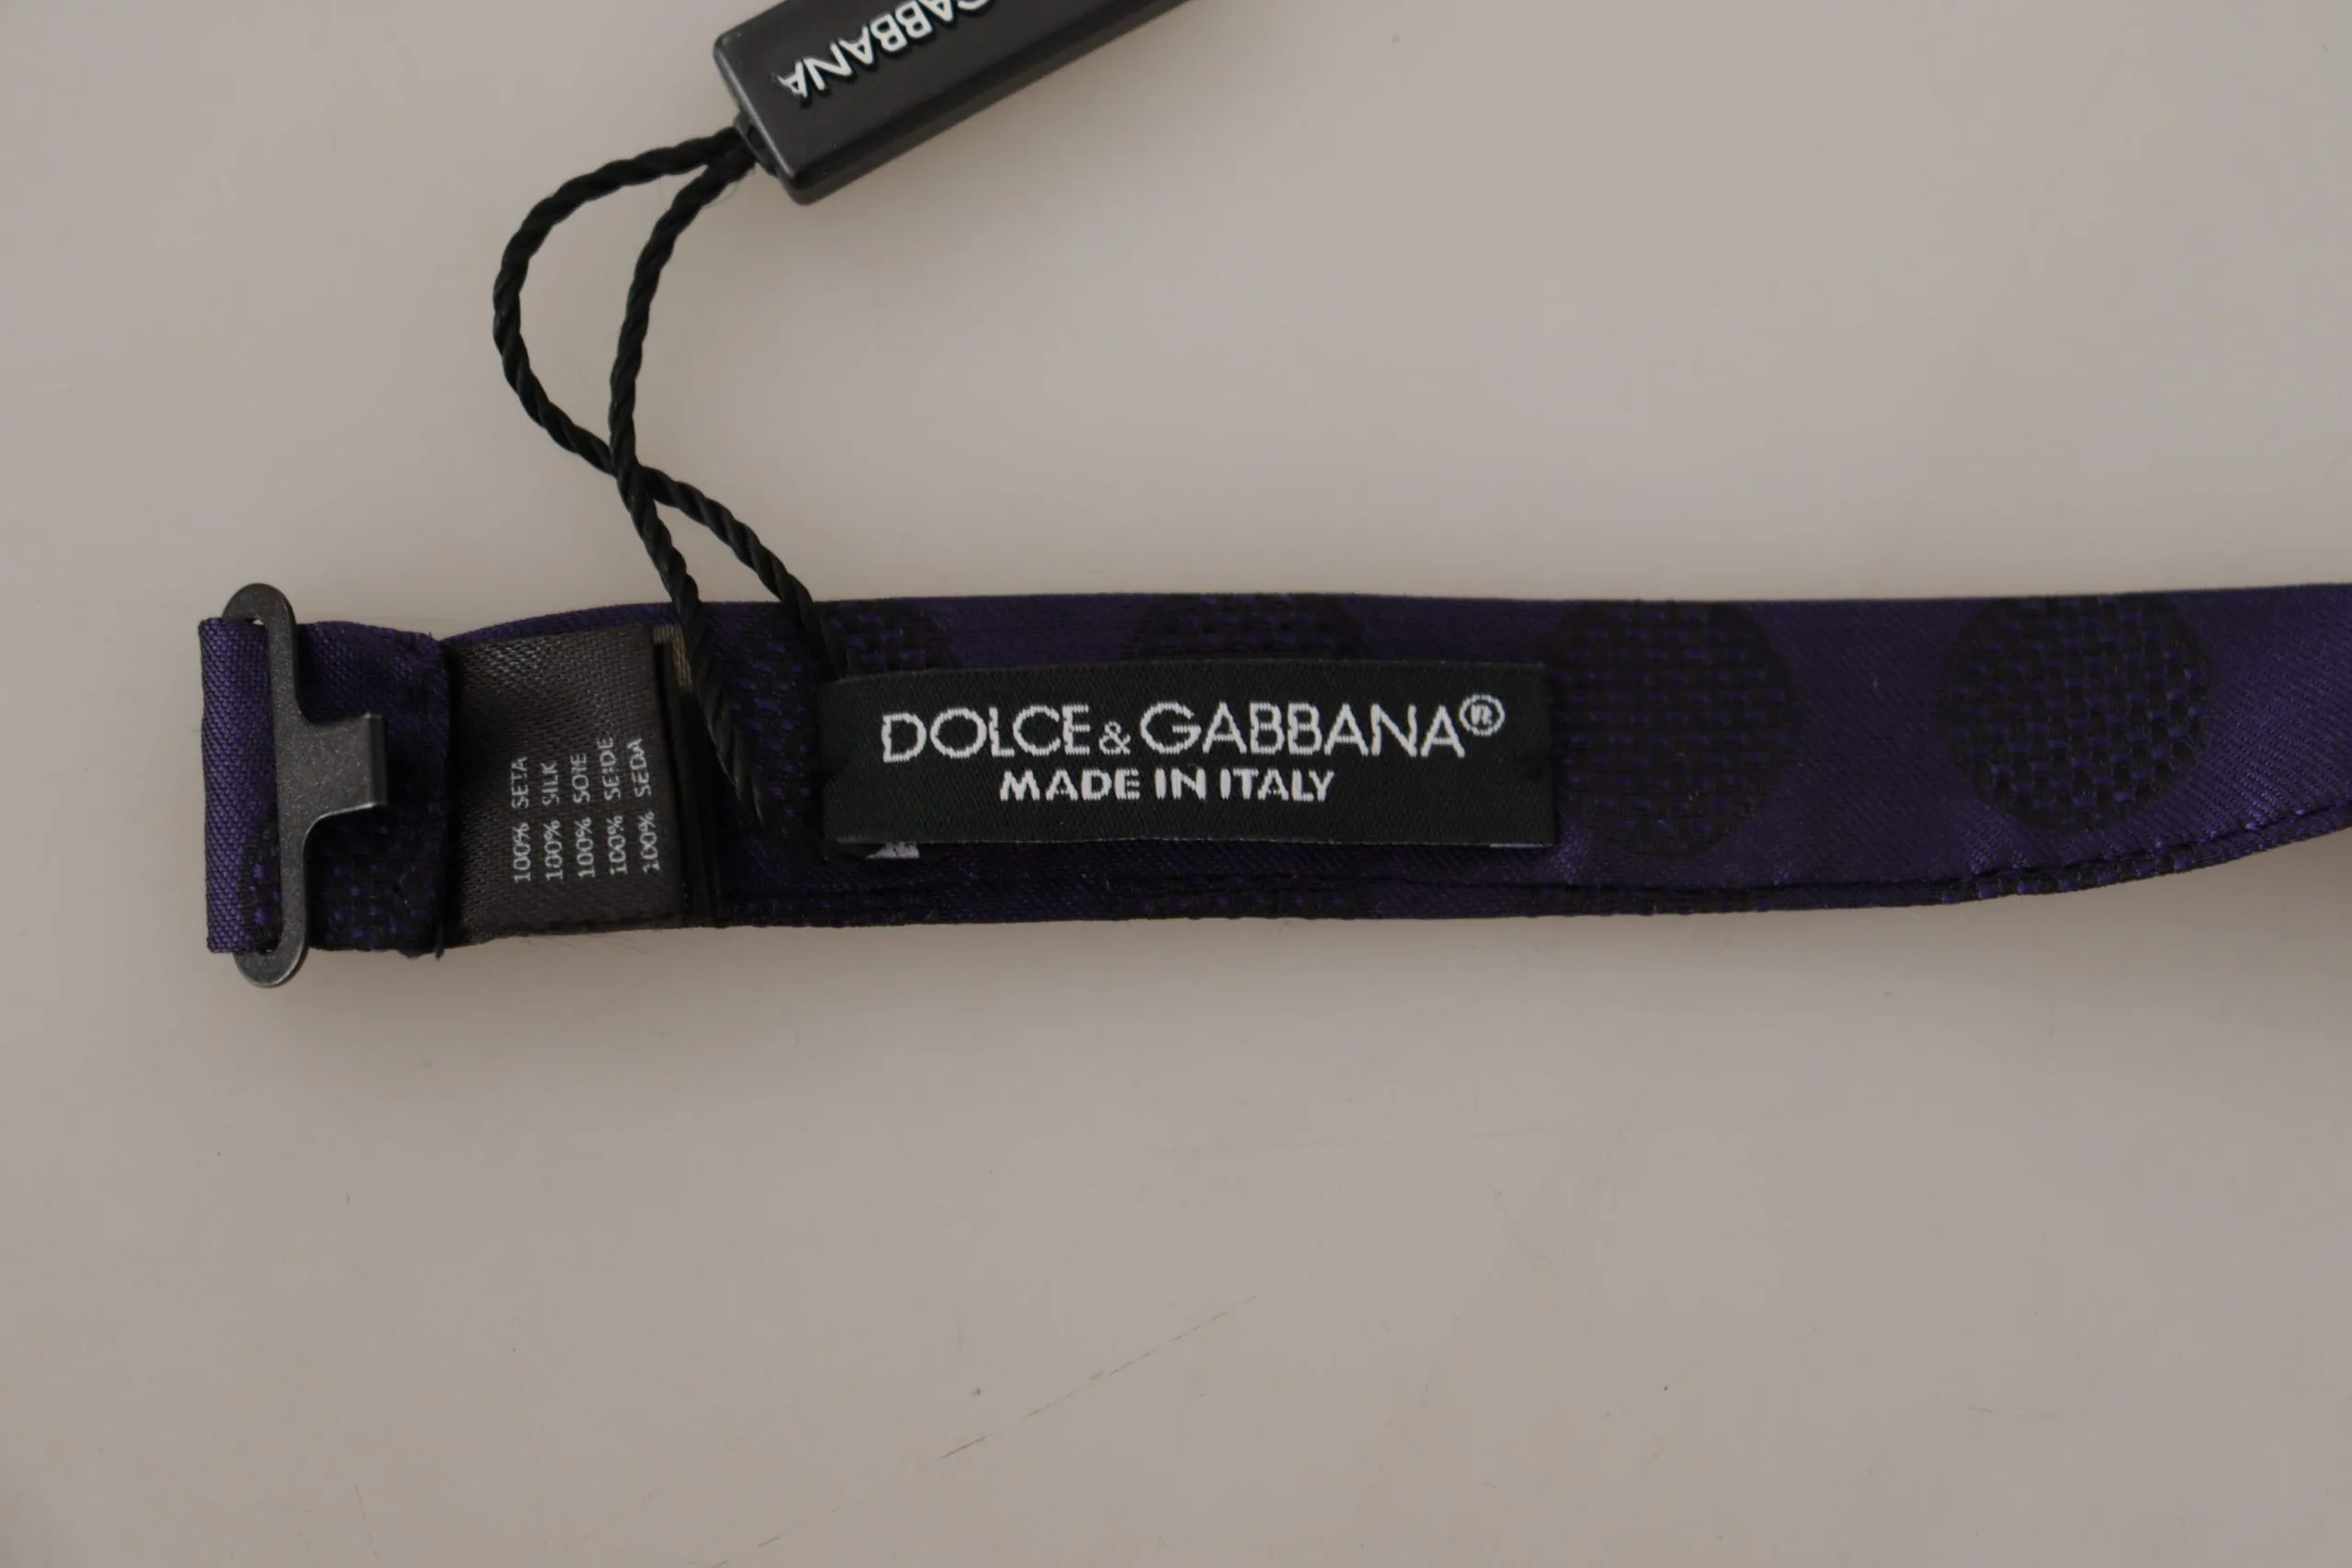 GABBANA
DOLCE & GABBANA®
MADE IN ITALY
100% SETA
100% SILK
100% SOIE
100% SEIDE
100% SEDA